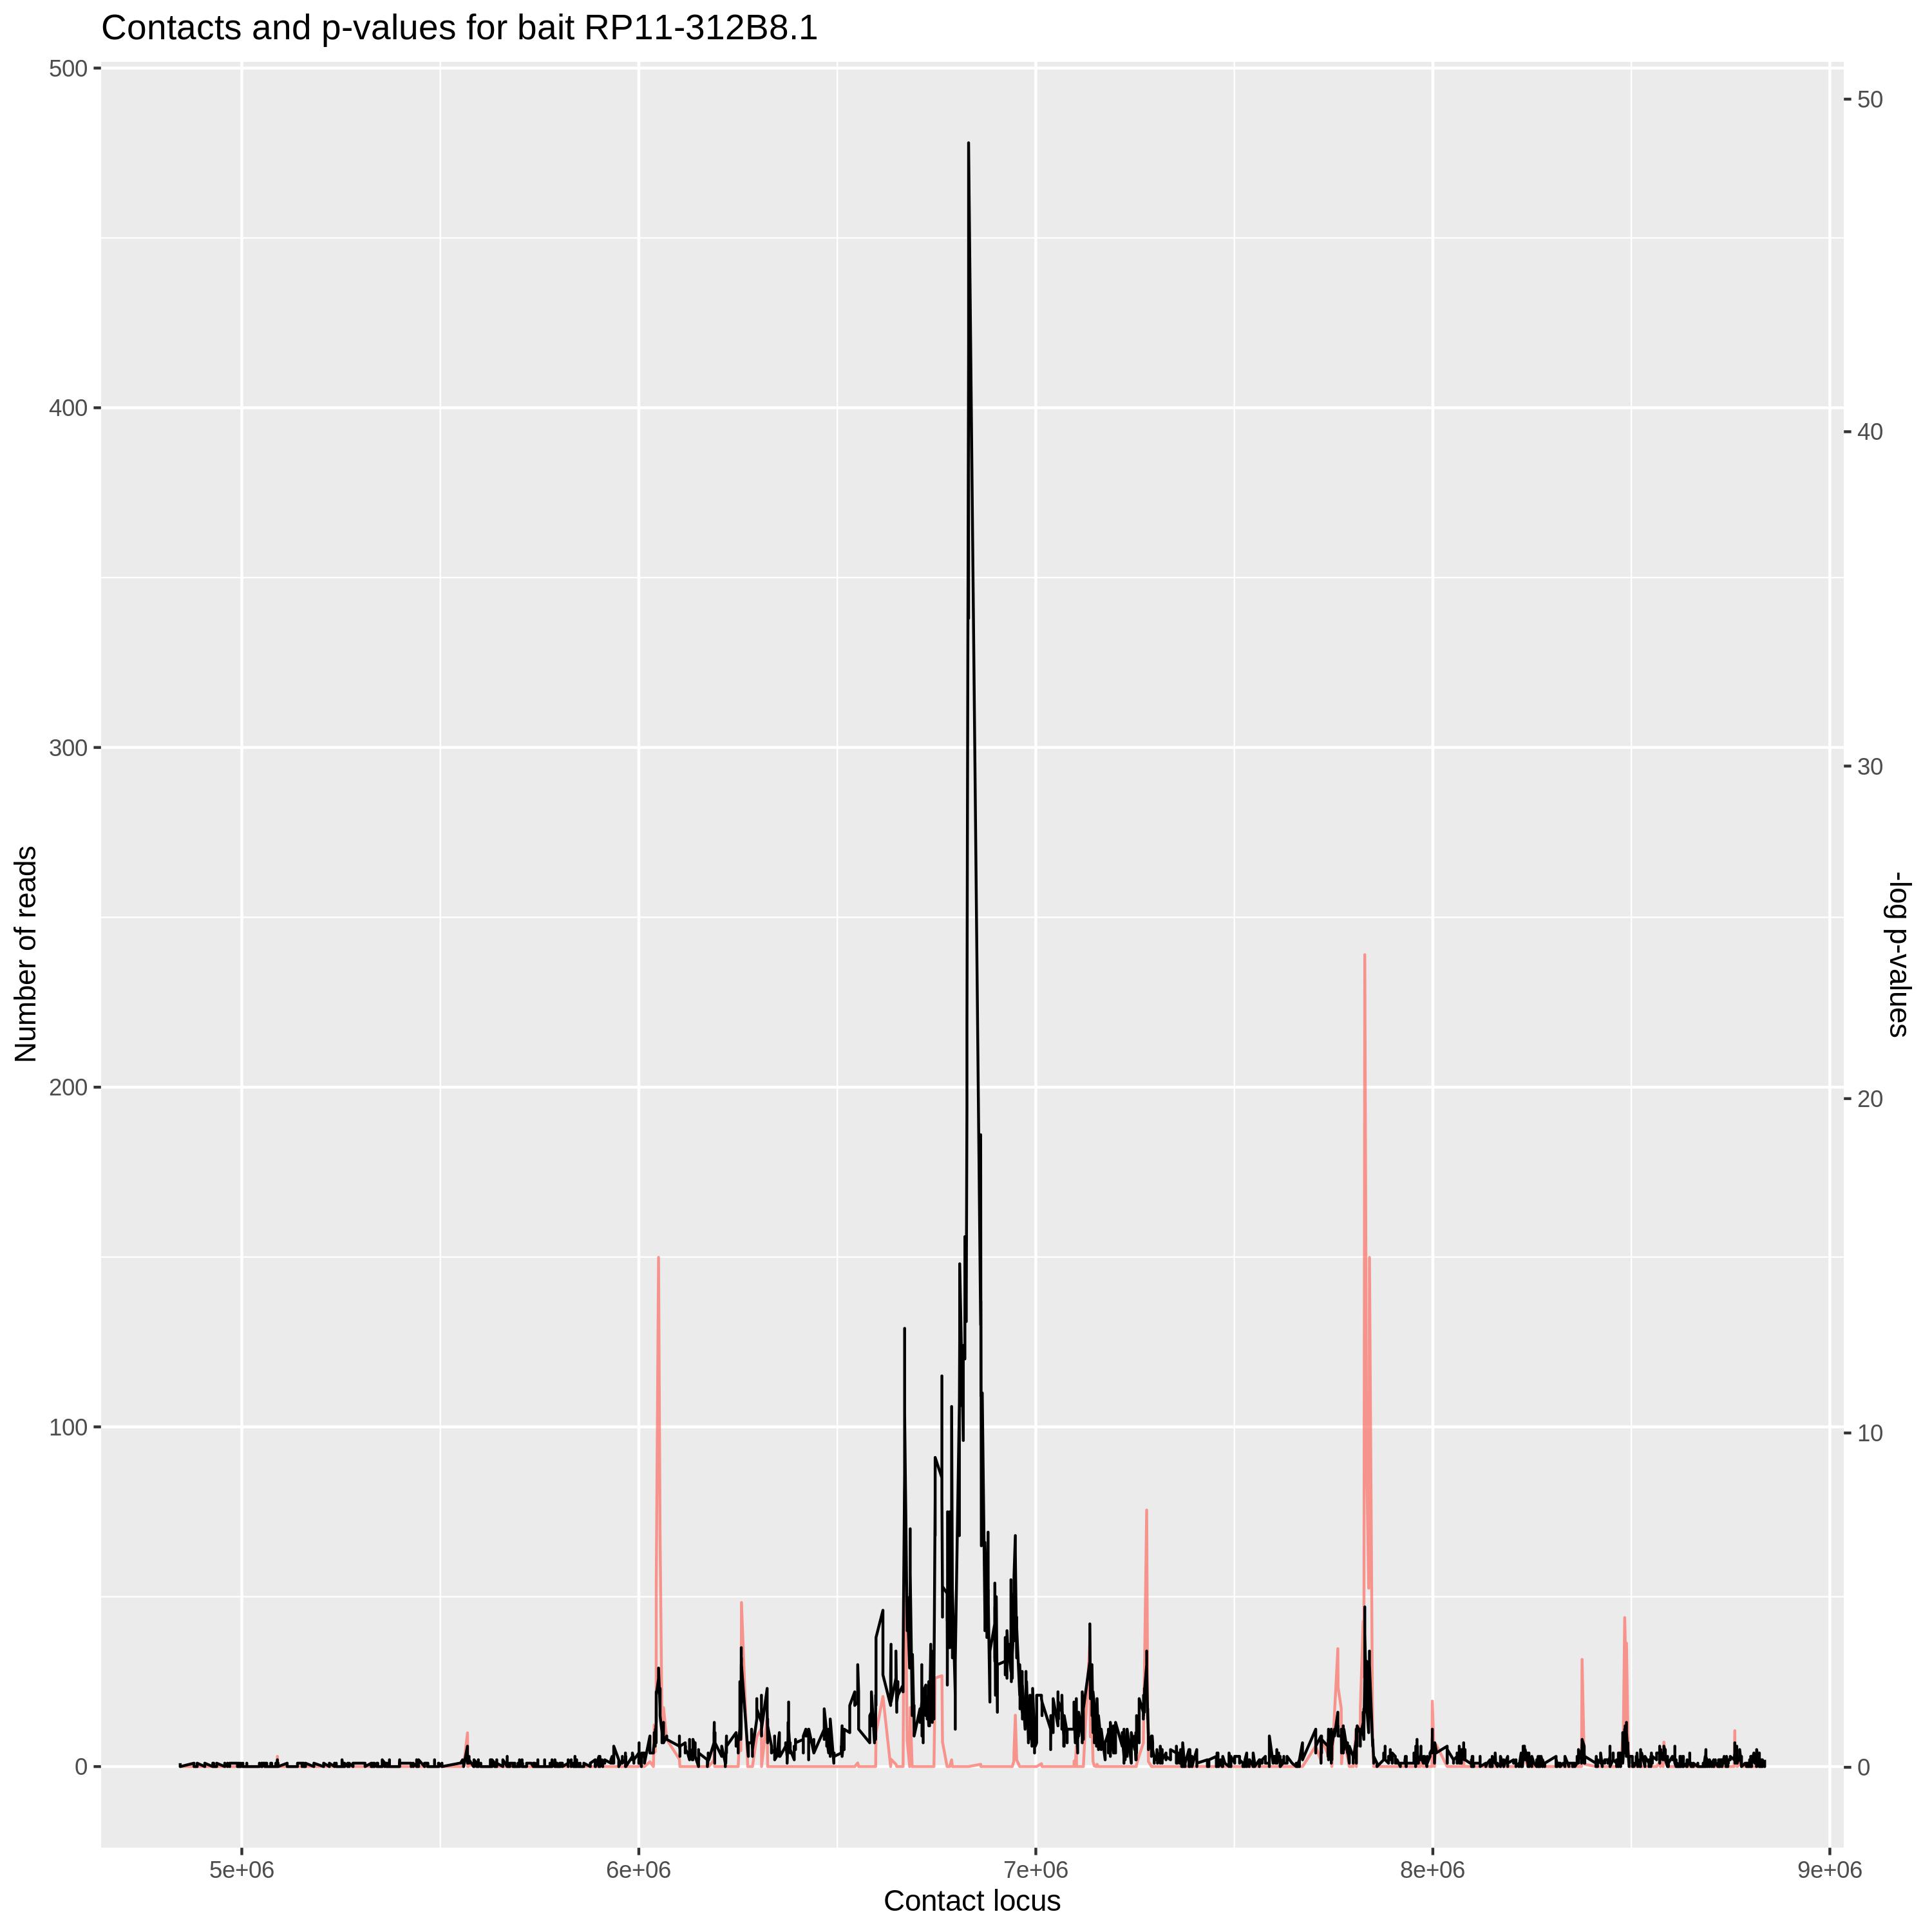 Contacts and p-values for bait RP11-312B8.1
500
400
300
200
100
0
Number of reads
50
40
30
20
10
0
-log p-values
5e+06
6e+06
7e+06
8e+06
9e+06
Contact locus